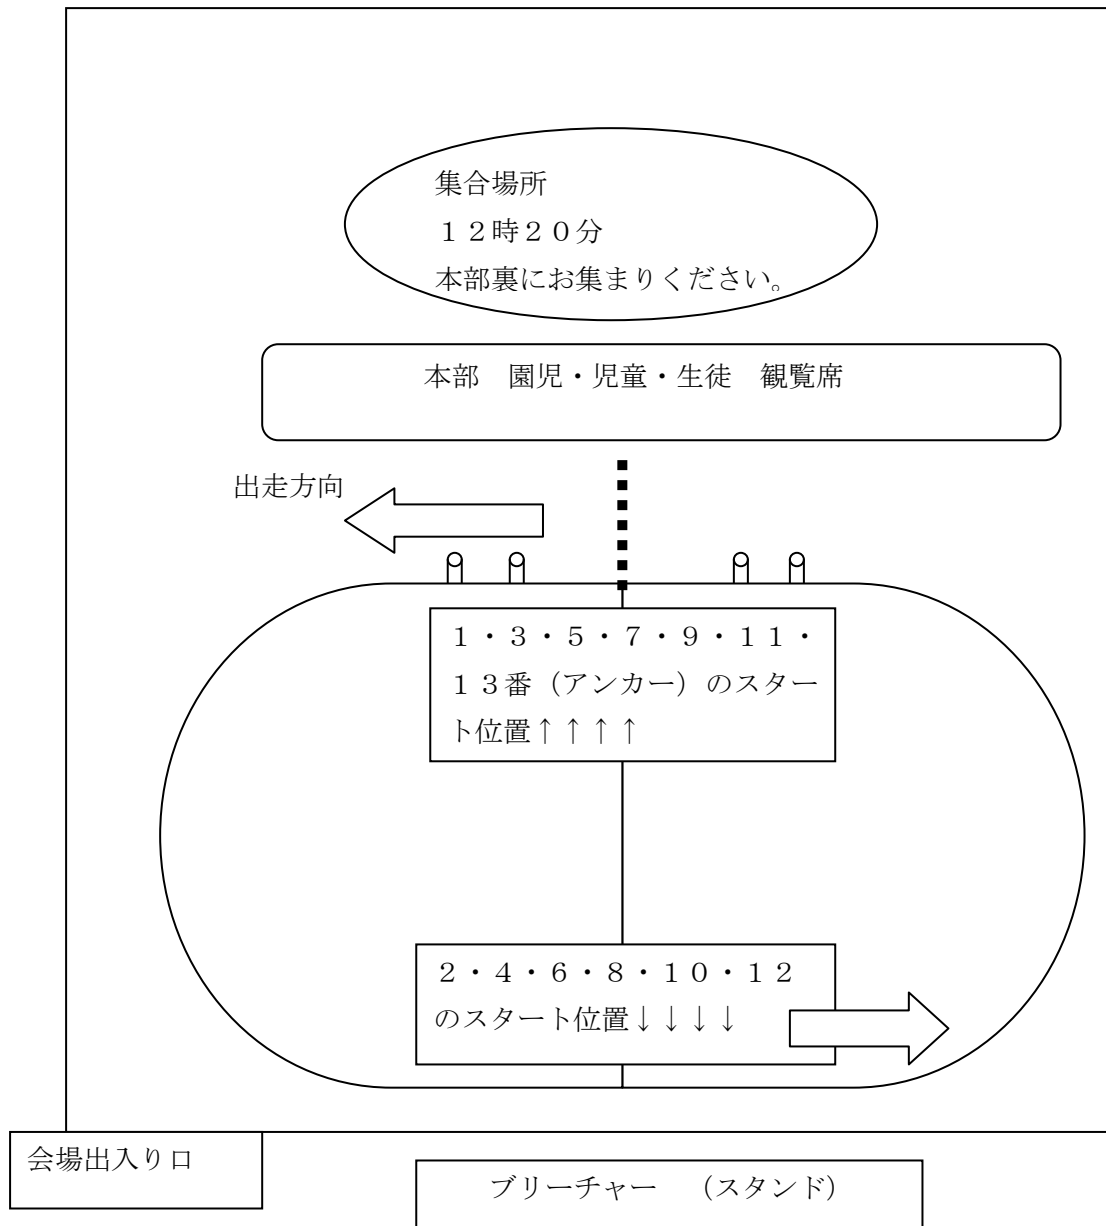 集合場所
１２時２０分
本部裏にお集まりください。
本部　園児・児童・生徒　観覧席
出走方向
１・３・５・７・９・１１・
１３番（アンカー）のスター
ト位置↑↑↑↑
２・４・６・８・１０・１２
のスタート位置↓↓↓↓
会場出入り口
ブリーチャー　（スタンド）